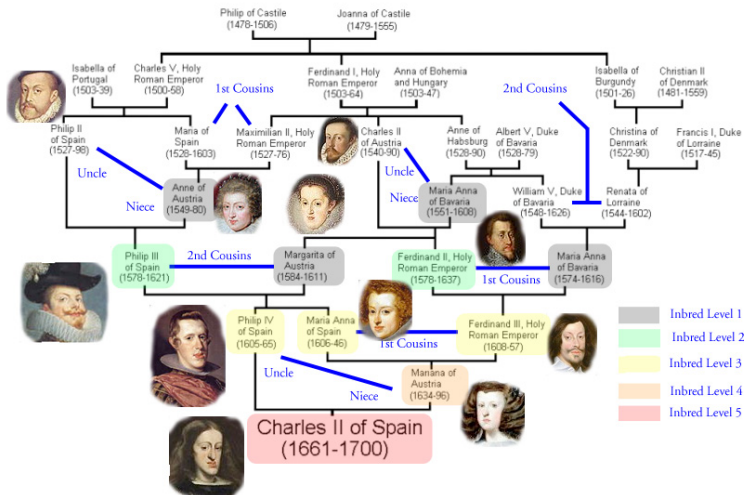 Philip of Castile
(1478-1506)
Joanna of Castile
(1479-1555)
Isabella of
Portugal
(1503-39)
Charles V, Holy
Roman Emperor
(1500-58)
Ferdinand I, Holy
Roman Emperor
(1503-64)
Anna of Bohemia
and Hungary
(1503-47)
Isabella of
Burgundy
(1501-26)
Christian II
of Denmark
(1481-1559)
1st Cousins
2nd Cousins
Philip II
of Spain
(1527-98)
Maria of
Spain
(1528-1603)
Maximilian II, Holy
Roman Emperor
(1527-76)
Charles II
of Austria
(1540-90)
Anne of
Habsburg
(1528-90)
Albert V, Duke
of Bavaria
(1528-79)
Christina of
Denmark
(1522-90)
Francis I, Duke
of Lorraine
(1517-45)
Uncle
Niece
Anne of
Austria
(1549-80)
Uncle
Niece
Maria Anna
of Bavaria
(1551-1608)
William V, Duke
of Bavaria
(1548-1626)
Renata of
Lorraine
(1544-1602)
Philip III
of Spain
(1578-1621)
2nd Cousins
Margarita of
Austria
(1584-1611)
Ferdinand II, Holy
Roman Emperor
(1578-1637)
1st Cousins
Maria Anna
of Bavaria
(1574-1616)
Philip IV
of Spain
(1605-65)
Maria Anna
of Spain
(1606-46)
1st Cousins
Ferdinand III, Holy
Roman Emperor
(1608-57)
Uncle
Niece
Mariana of
Austria
(1634-96)
Charles II of Spain
(1661-1700)
Inbred Level 1
Inbred Level 2
Inbred Level 3
Inbred Level 4
Inbred Level 5